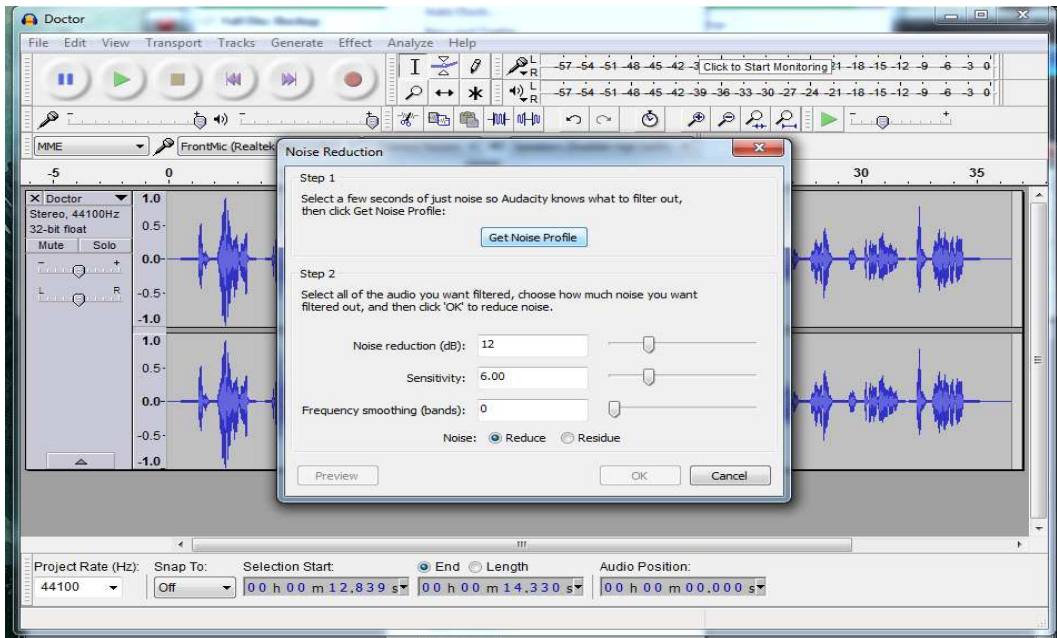 Doctor
File Edit View Transport Tracks Generate Effect Analyze Help
L -57 -54 -51 -48 -45 -42 -3 Click to Start Monitoring 21 -18 -15 -12 -9 -6 -3 0
R
L -57 -54 -51 -48 -45 -42 -39 -36 -33 -30 -27 -24 -21 -18 -15 -12 -9 -6 -3 0
R
- +
MME FrontMic (Realtek
-5 0 30 35
X Doctor
Stereo, 44100Hz
32-bit float
Mute Solo
- +
L R
1.0
0.5
0.0
-0.5
-1.0
1.0
0.5
0.0
-0.5
-1.0
Noise Reduction
Step 1
Select a few seconds of just noise so Audacity knows what to filter out,
then click Get Noise Profile:
Get Noise Profile
Step 2
Select all of the audio you want filtered, choose how much noise you want
filtered out, and then click 'OK' to reduce noise.
Noise reduction (dB): 12
Sensitivity: 6.00
Frequency smoothing (bands): 0
Noise: Reduce Residue
Preview OK Cancel
Project Rate (Hz): Snap To: Selection Start: End Length Audio Position:
44100 Off 00 h 00 m 12.839 s 00 h 00 m 14.330 s 00 h 00 m 00.000 s